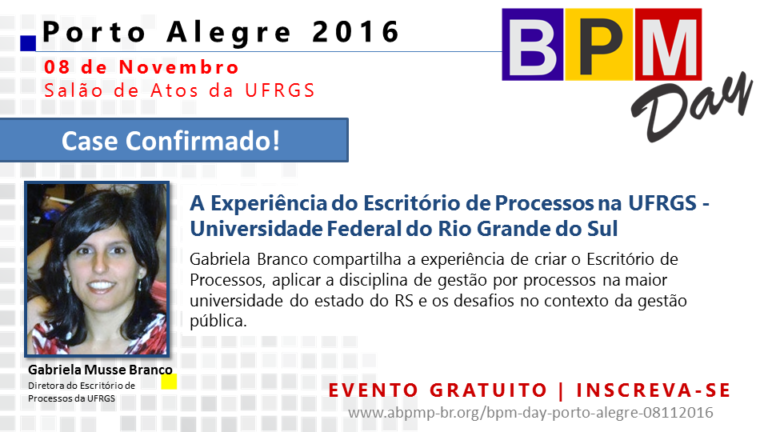 Porto Alegre 2016
08 de Novembro
Salão de Atos da UFRGS
BPM
Day
Case Confirmado!
A Experiência do Escritório de Processos na UFRGS -
Universidade Federal do Rio Grande do Sul
Gabriela Branco compartilha a experiência de criar o Escritório de
Processos, aplicar a disciplina de gestão por processos na maior
universidade do estado do RS e os desafios no contexto da gestão
pública.
Gabriela Musse Branco
Diretora do Escritório de
Processos da UFRGS
EVENTO GRATUITO | INSCREVA-SE
www.abpmp-br.org/bpm-day-porto-alegre-08112016